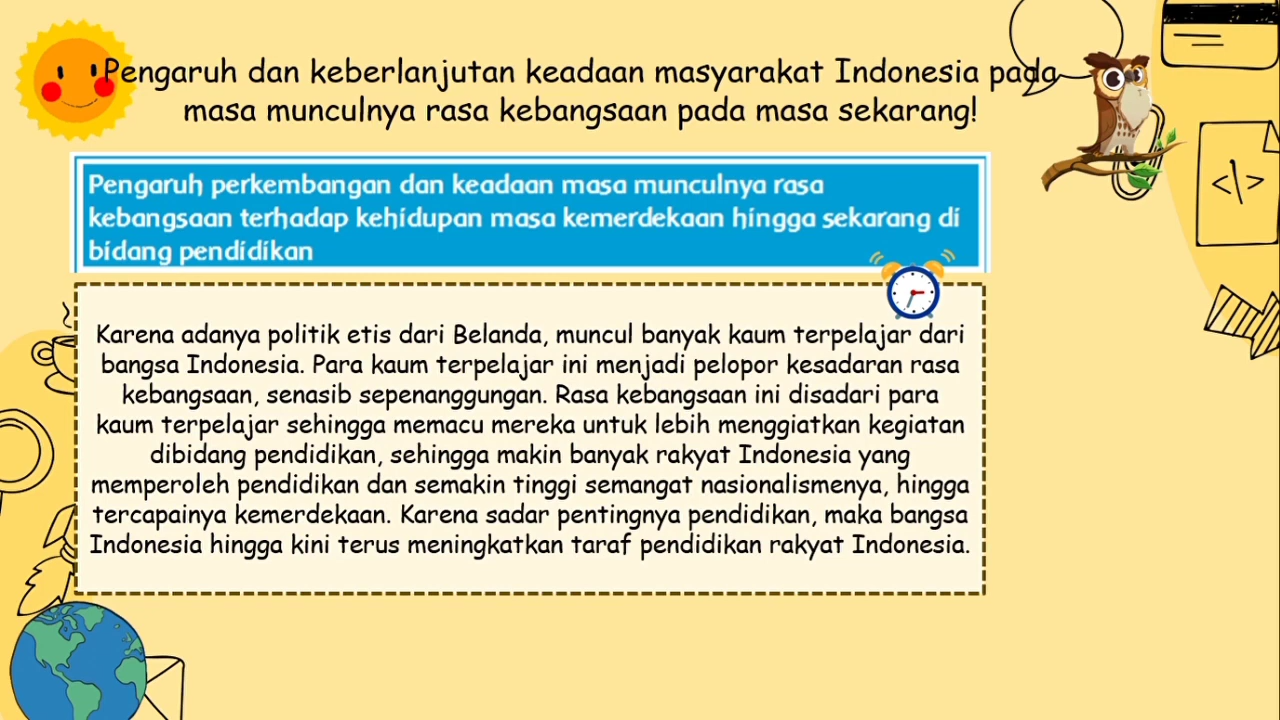 Pengaruh dan keberlanjutan keadaan masyarakat Indonesia pada
masa munculnya rasa kebangsaan pada masa sekarang!
Pengaruh perkembangan dan keadaan masa munculnya rasa
kebangsaan terhadap kehidupan masa kemerdekaan hingga sekarang di
bidang pendidikan
Karena adanya politik etis dari Belanda, muncul banyak kaum terpelajar dari
bangsa Indonesia. Para kaum terpelajar ini menjadi pelopor kesadaran rasa
kebangsaan, senasib sepenanggungan. Rasa kebangsaan ini disadari para
kaum terpelajar sehingga memacu mereka untuk lebih menggiatkan kegiatan
dibidang pendidikan, sehingga makin banyak rakyat Indonesia yang
memperoleh pendidikan dan semakin tinggi semangat nasionalismenya, hingga
tercapainya kemerdekaan. Karena sadar pentingnya pendidikan, maka bangsa
Indonesia hingga kini terus meningkatkan taraf pendidikan rakyat Indonesia.